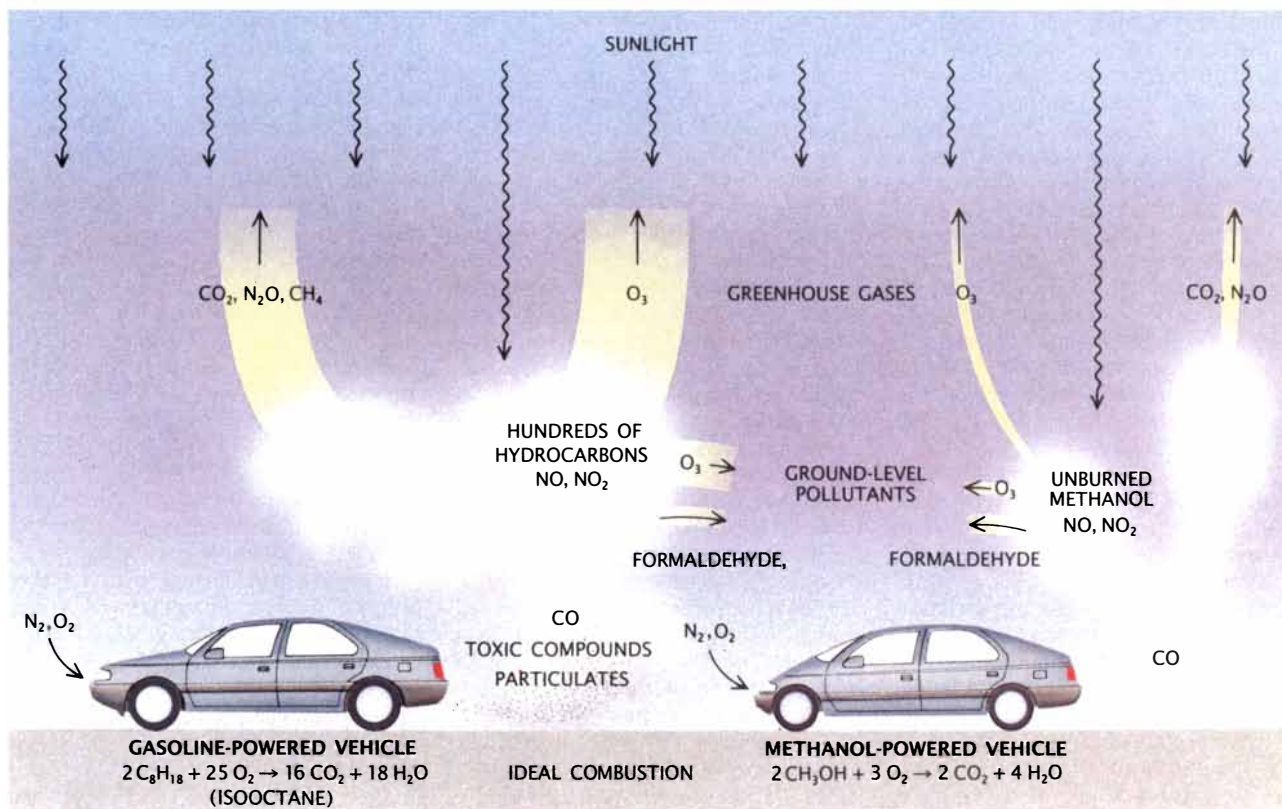 SUNLIGHT
CO₂, N₂O, CH₄
O₃
GREENHOUSE GASES
O₃
CO₂, N₂O
HUNDREDS OF
HYDROCARBONS
NO, NO₂
O₃
GROUND-LEVEL
POLLUTANTS
O₃
UNBURNED
METHANOL
NO, NO₂
FORMALDEHYDE,
FORMALDEHYDE
N₂,O₂
CO
TOXIC COMPOUNDS
PARTICULATES
N₂,O₂
CO
GASOLINE-POWERED VEHICLE
2 C₈H₁₈ + 25 O₂ → 16 CO₂ + 18 H₂O
(ISOOCTANE)
IDEAL COMBUSTION
METHANOL-POWERED VEHICLE
2 CH₃OH + 3 O₂ → 2 CO₂ + 4 H₂O